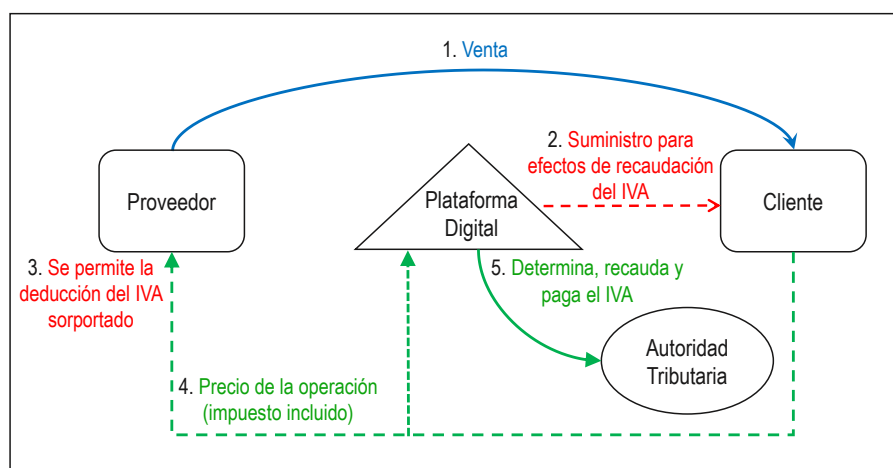 1. Venta
Proveedor
Plataforma
Digital
2. Suministro para
efectos de recaudación
del IVA
Cliente
3. Se permite la
deducción del IVA
sorportado
5. Determina, recauda y
paga el IVA
Autoridad
Tributaria
4. Precio de la operación
(impuesto incluido)